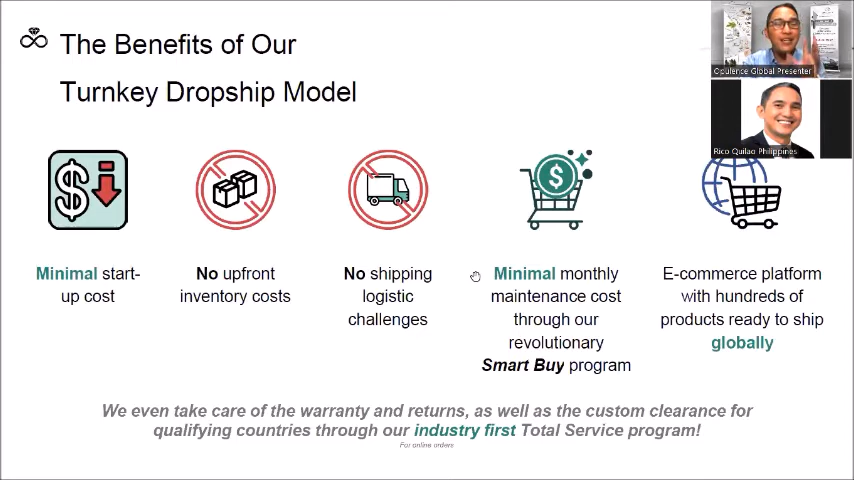 The Benefits of Our
Turnkey Dropship Model
Opulence Global Presenter
Rico Quilao Philippines
Minimal start-
up cost
No upfront
inventory costs
No shipping
logistic
challenges
Minimal monthly
maintenance cost
through our
revolutionary
Smart Buy program
E-commerce platform
with hundreds of
products ready to ship
globally
We even take care of the warranty and returns, as well as the custom clearance for
qualifying countries through our industry first Total Service program!
For online orders